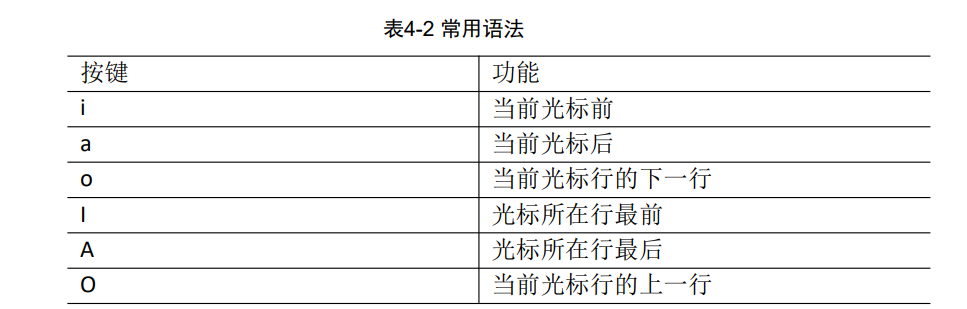 表4-2 常用语法
按键 功能
i 当前光标前
a 当前光标后
o 当前光标行的下一行
I 光标所在行最前
A 光标所在行最后
O 当前光标行的上一行